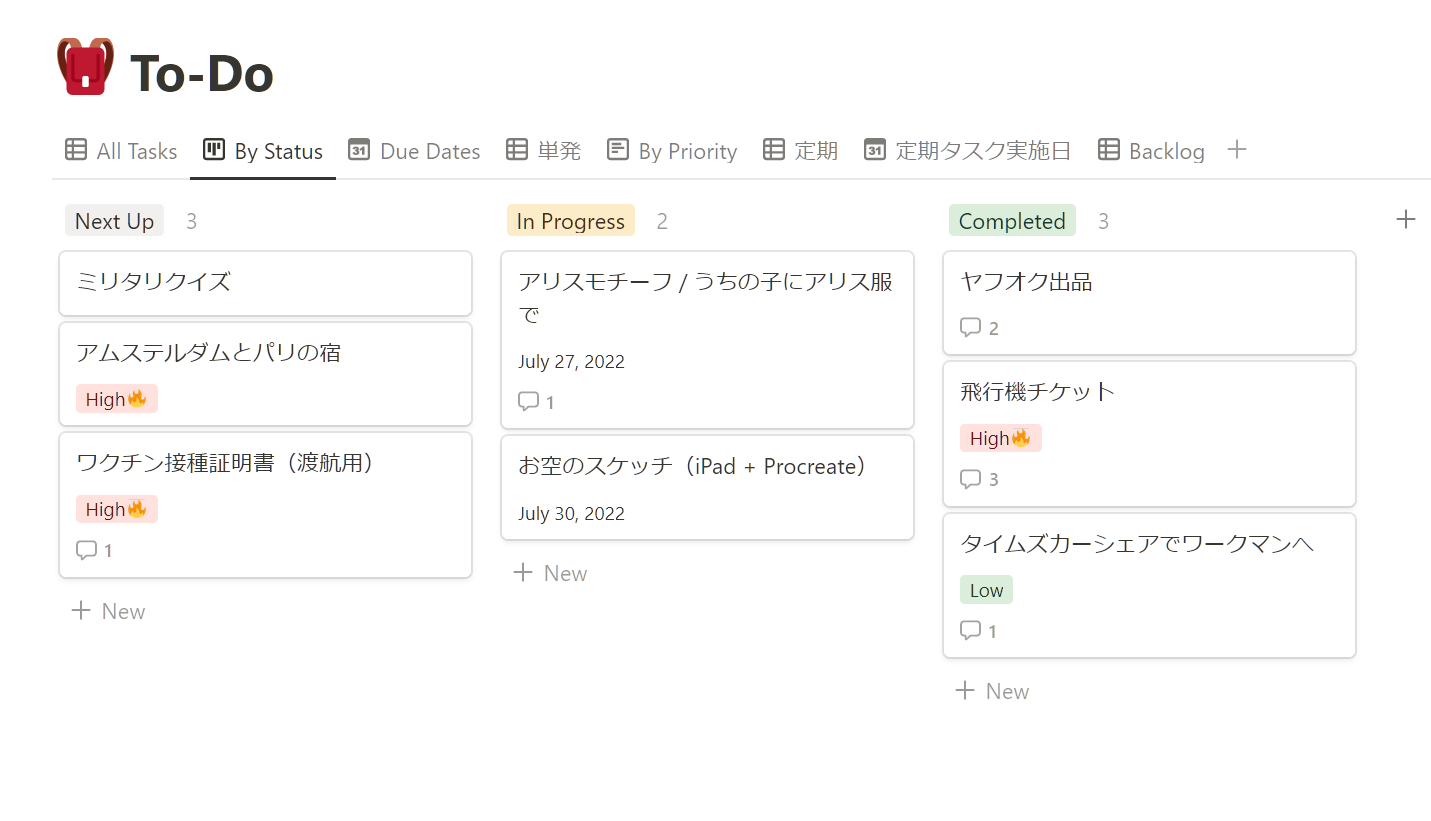 To-Do
All Tasks By Status Due Dates 単発 By Priority 定期 定期タスク実施日 Backlog
Next Up 3
ミリタリクイズ
アムステルダムとパリの宿
High🔥
ワクチン接種証明書（渡航用）
High🔥
1
+ New
In Progress 2
アリスモチーフ / うちの子にアリス服
で
July 27, 2022
1
お空のスケッチ（iPad + Procreate）
July 30, 2022
+ New
Completed 3
ヤフオク出品
2
飛行機チケット
High🔥
3
タイムズカーシェアでワークマンへ
Low
1
+ New